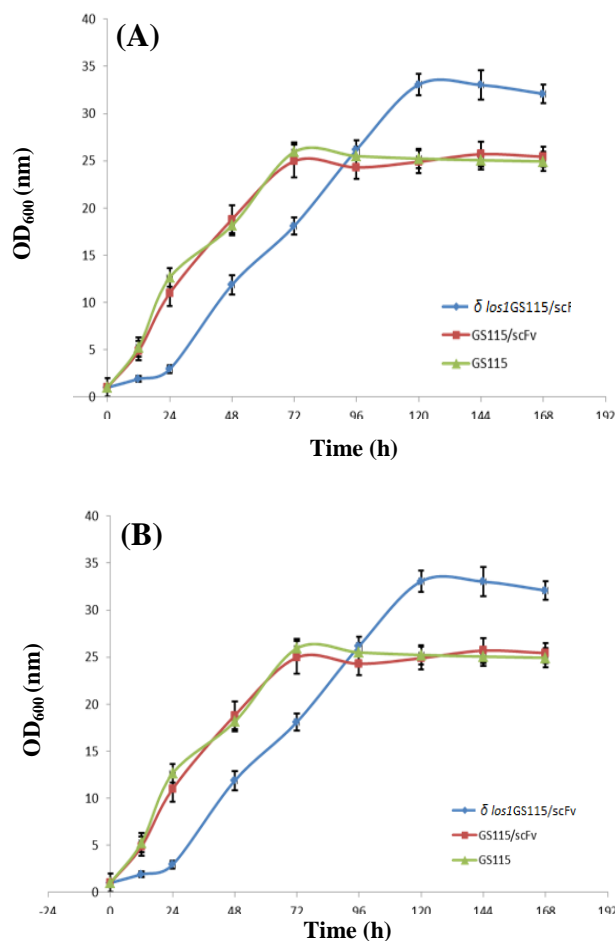 (A)
40
35
30
25
20
15
10
5
0
OD600 (nm)
δ los1GS115/scF
GS115/scFv
GS115
0 24 48 72 96 120 144 168 192
Time (h)
(B)
40
35
30
25
20
15
10
5
0
OD600 (nm)
δ los1GS115/scFv
GS115/scFv
GS115
-24 0 24 48 72 96 120 144 168 192
Time (h)